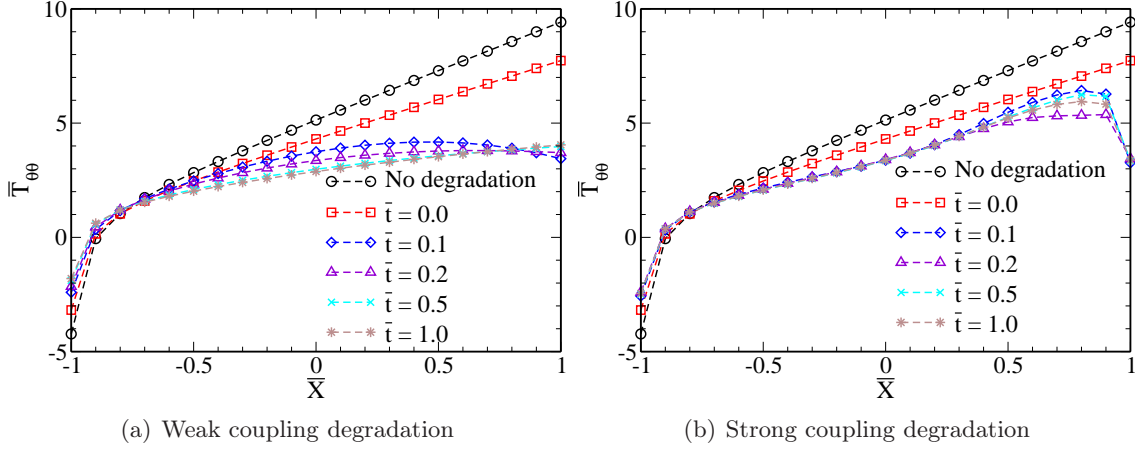 10
5
0
-5
T̅θθ
-1
-0.5
0
0.5
1
X̅
No degradation
t̅ = 0.0
t̅ = 0.1
t̅ = 0.2
t̅ = 0.5
t̅ = 1.0
(a) Weak coupling degradation
10
5
0
-5
T̅θθ
-1
-0.5
0
0.5
1
X̅
No degradation
t̅ = 0.0
t̅ = 0.1
t̅ = 0.2
t̅ = 0.5
t̅ = 1.0
(b) Strong coupling degradation